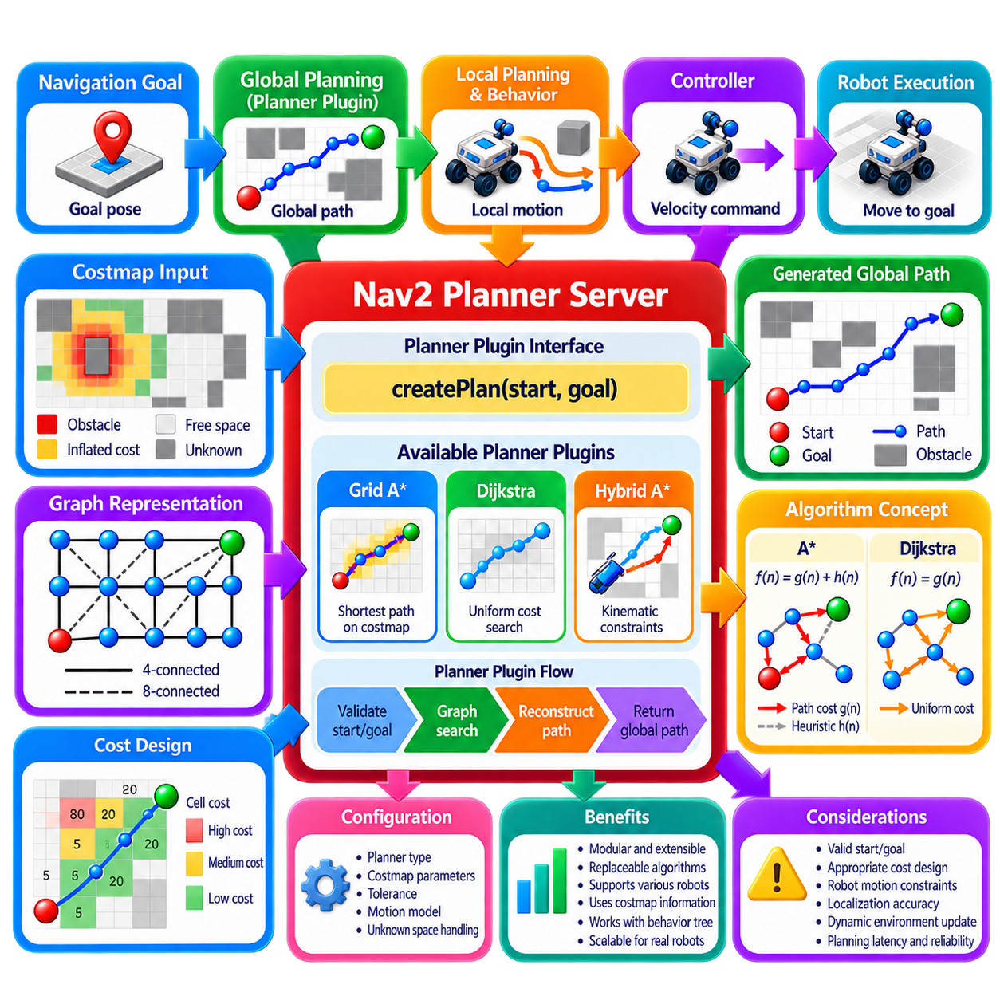 Navigation Goal
Goal pose
Global Planning
(Planner Plugin)
Global path
Local Planning
& Behavior
Local motion
Controller
Velocity command
Robot Execution
Move to goal
Costmap Input
Obstacle
Free space
Inflated cost
Unknown
Graph Representation
4-connected
8-connected
Cost Design
20
80
20
5
20
5
5
20
5
Cell cost
High cost
Medium cost
Low cost
Nav2 Planner Server
Planner Plugin Interface
createPlan(start, goal)
Available Planner Plugins
Grid A*
Shortest path
on costmap
Dijkstra
Uniform cost
search
Hybrid A*
Kinematic
constraints
Planner Plugin Flow
Validate
start/goal
Graph
search
Reconstruct
path
Return
global path
Generated Global Path
Start
Path
Goal
Obstacle
Algorithm Concept
A*
f(n) = g(n) + h(n)
Path cost g(n)
Heuristic h(n)
Dijkstra
f(n) = g(n)
Uniform cost
Configuration
• Planner type
• Costmap parameters
• Tolerance
• Motion model
• Unknown space handling
Benefits
• Modular and extensible
• Replaceable algorithms
• Supports various robots
• Uses costmap information
• Works with behavior tree
• Scalable for real robots
Considerations
• Valid start/goal
• Appropriate cost design
• Robot motion constraints
• Localization accuracy
• Dynamic environment update
• Planning latency and reliability